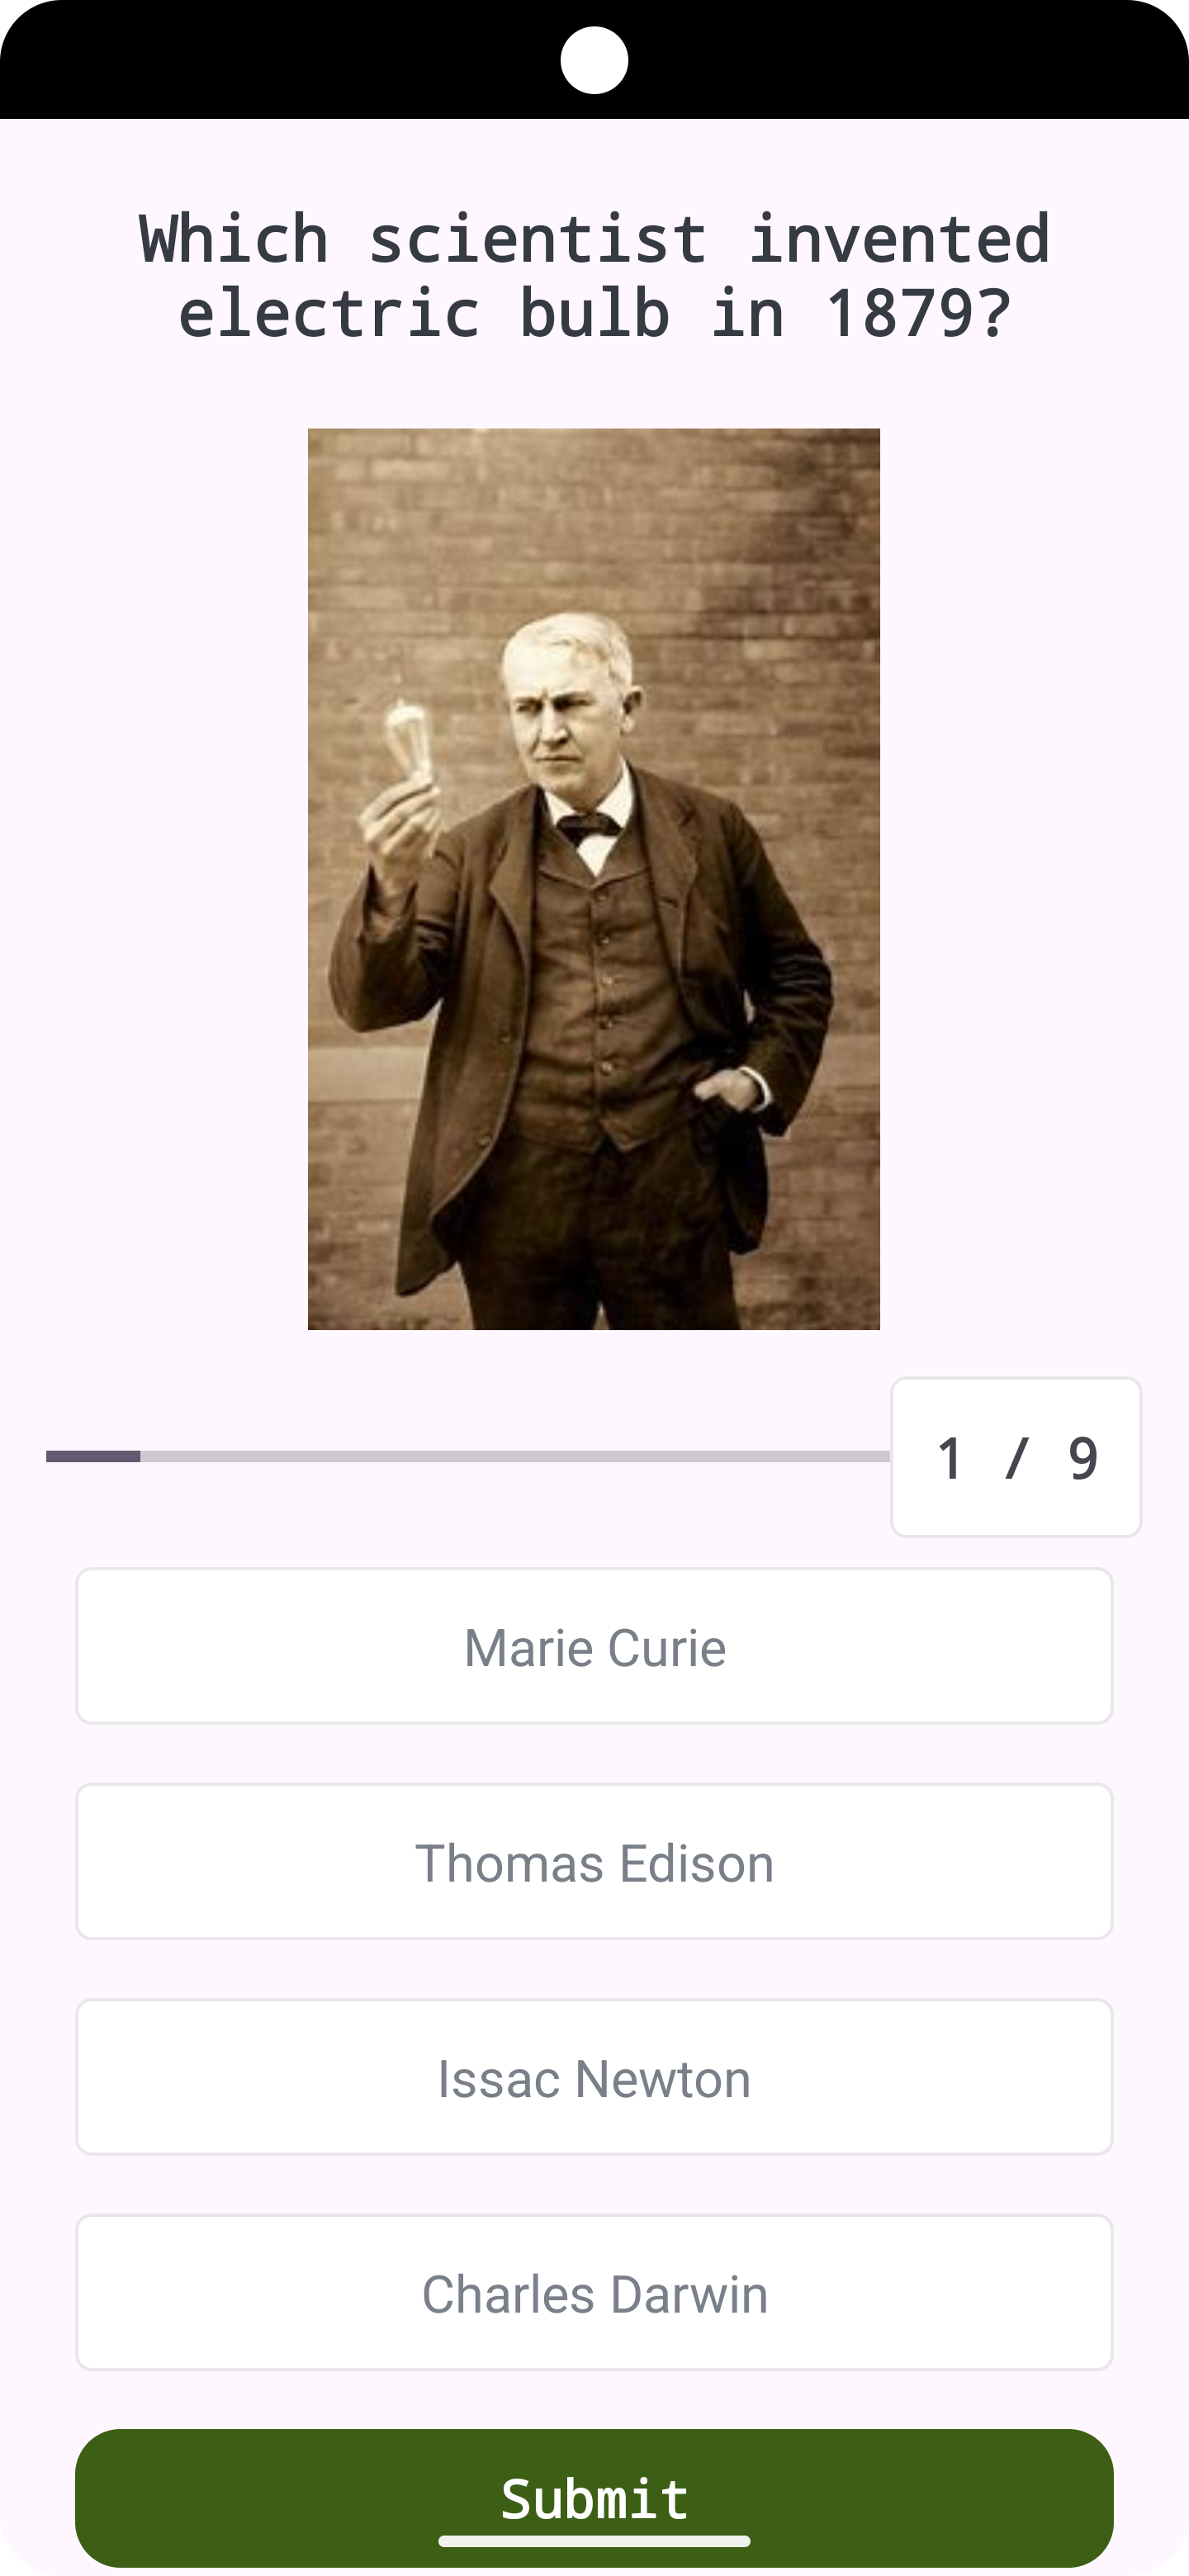 Which scientist invented
electric bulb in 1879?
1 / 9
Marie Curie
Thomas Edison
Issac Newton
Charles Darwin
Submit